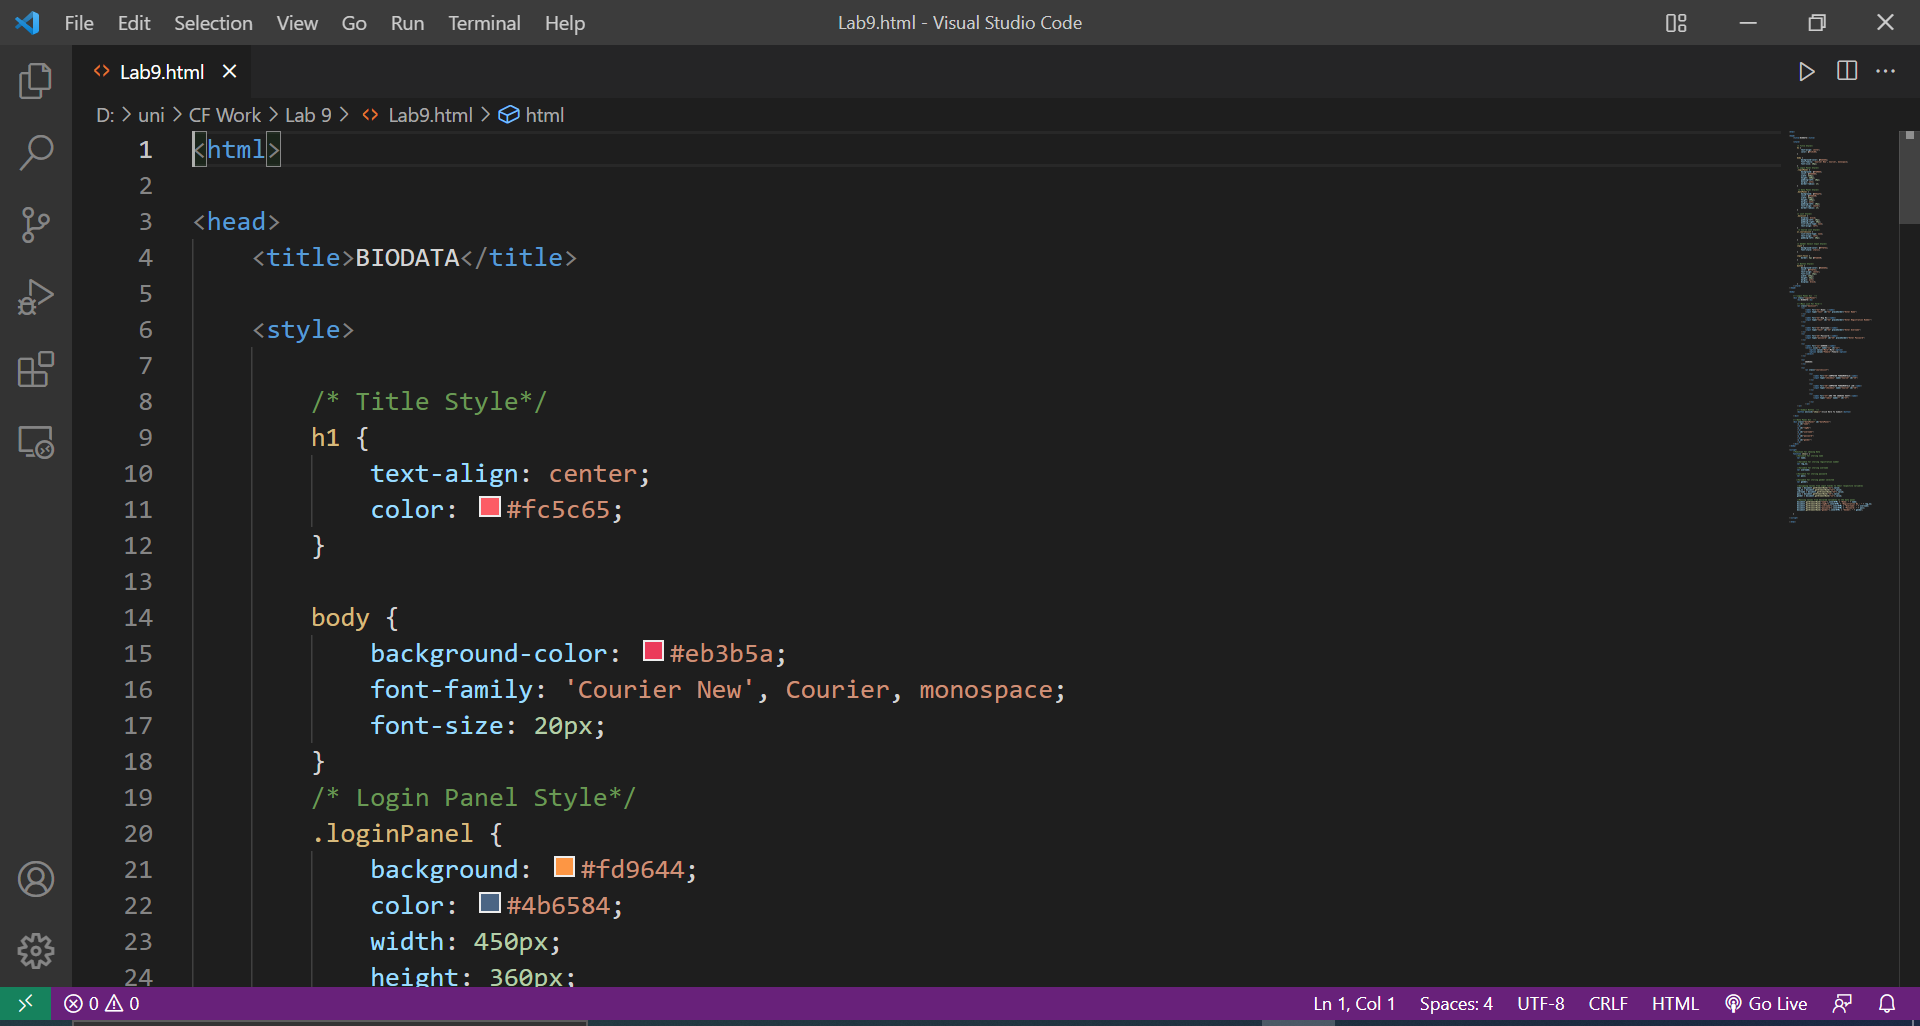 File Edit Selection View Go Run Terminal Help Lab9.html - Visual Studio Code
Lab9.html
D: > uni > CF Work > Lab 9 > Lab9.html > html
1 <html>
2
3 <head>
4 <title>BIODATA</title>
5
6 <style>
7
8 /* Title Style*/
9 h1 {
10 text-align: center;
11 color: #fc5c65;
12 }
13
14 body {
15 background-color: #eb3b5a;
16 font-family: 'Courier New', Courier, monospace;
17 font-size: 20px;
18 }
19 /* Login Panel Style*/
20 .loginPanel {
21 background: #fd9644;
22 color: #4b6584;
23 width: 450px;
24 height: 360px;
0 0 Ln 1, Col 1 Spaces: 4 UTF-8 CRLF HTML Go Live